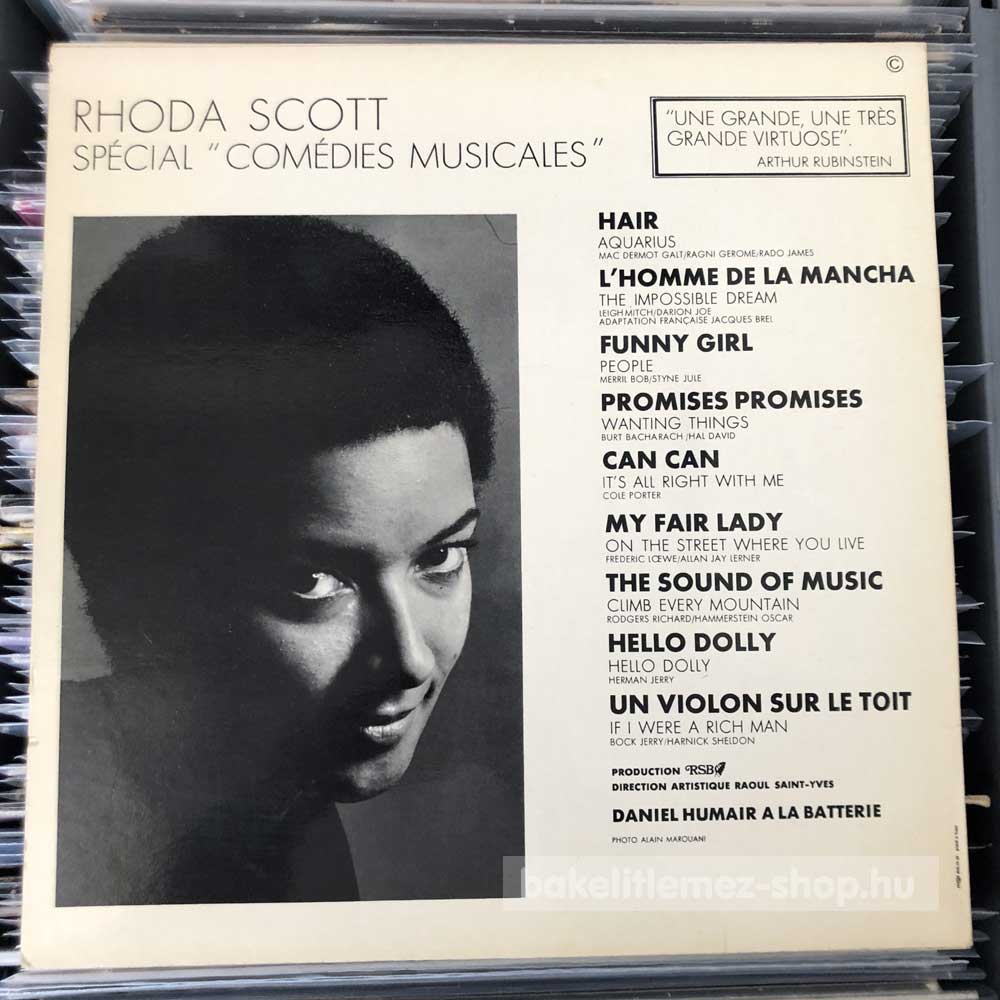 ©
RHODA SCOTT
SPÉCIAL "COMÉDIES MUSICALES"
"UNE GRANDE, UNE TRÈS
GRANDE VIRTUOSE".
ARTHUR RUBINSTEIN
HAIR
AQUARIUS
MAC DERMOT GALT/RAGNI GEROME/RADO JAMES
L'HOMME DE LA MANCHA
THE IMPOSSIBLE DREAM
LEIGH MITCH/DARION JOE
ADAPTATION FRANÇAISE JACQUES BREL
FUNNY GIRL
PEOPLE
MERRIL BOB/STYNE JULE
PROMISES PROMISES
WANTING THINGS
BURT BACHARACH /HAL DAVID
CAN CAN
IT'S ALL RIGHT WITH ME
COLE PORTER
MY FAIR LADY
ON THE STREET WHERE YOU LIVE
FREDERIC LŒWE/ALLAN JAY LERNER
THE SOUND OF MUSIC
CLIMB EVERY MOUNTAIN
RODGERS RICHARD/HAMMERSTEIN OSCAR
HELLO DOLLY
HELLO DOLLY
HERMAN JERRY
UN VIOLON SUR LE TOIT
IF I WERE A RICH MAN
BOCK JERRY/HARNICK SHELDON
PRODUCTION RSB
DIRECTION ARTISTIQUE RAOUL SAINT-YVES
DANIEL HUMAIR A LA BATTERIE
PHOTO ALAIN MAROUANI
bakelitlemez-shop.hu